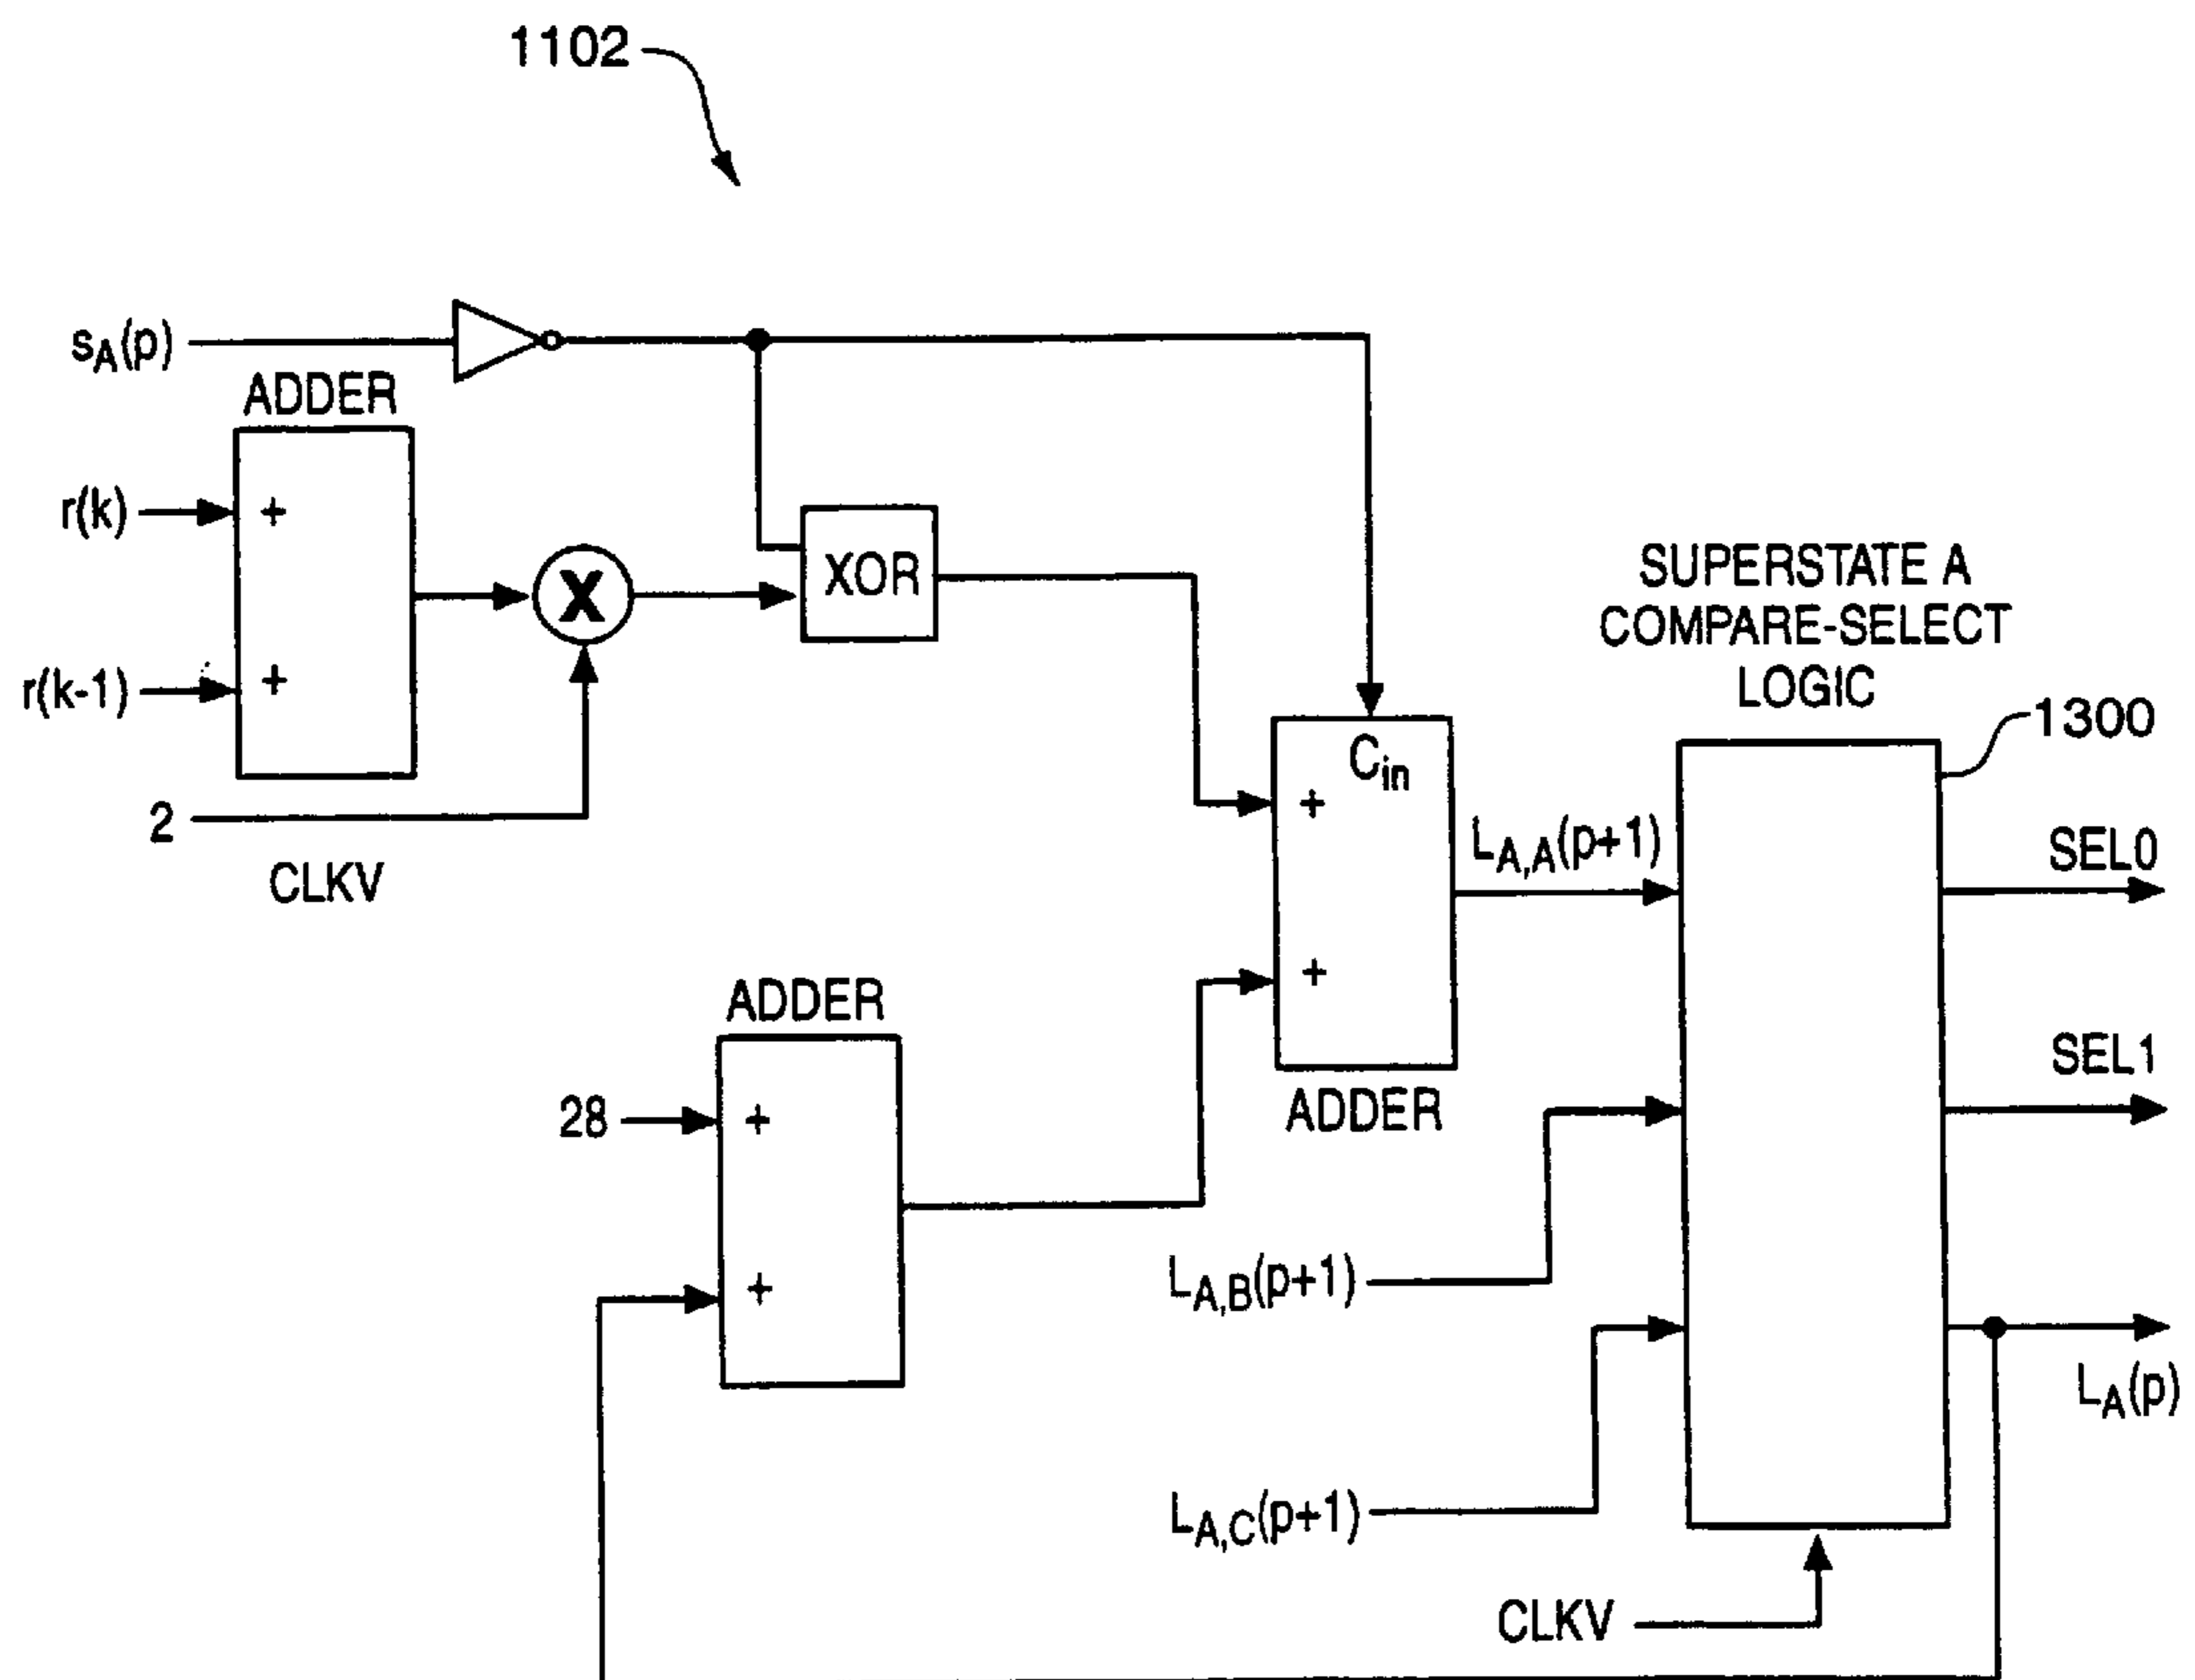 1102
sA(p)
ADDER
r(k)
+
r(k-1)
+
X
XOR
2
CLKV
SUPERSTATE A
COMPARE-SELECT
LOGIC
1300
Cin
+
+
ADDER
LA,A(p+1)
SEL0
SEL1
ADDER
28
+
+
LA,B(p+1)
LA,C(p+1)
LA(p)
CLKV